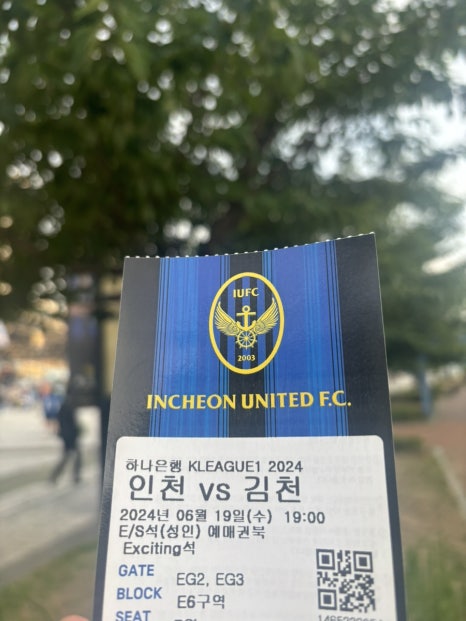 IUFC
2003
INCHEON UNITED F.C.
하나은행 KLEAGUE1 2024
인천 vs 김천
2024년 06월 19일(수) 19:00
E/S석(성인) 예매권북
Exciting석
GATE EG2, EG3
BLOCK E6구역
SEAT